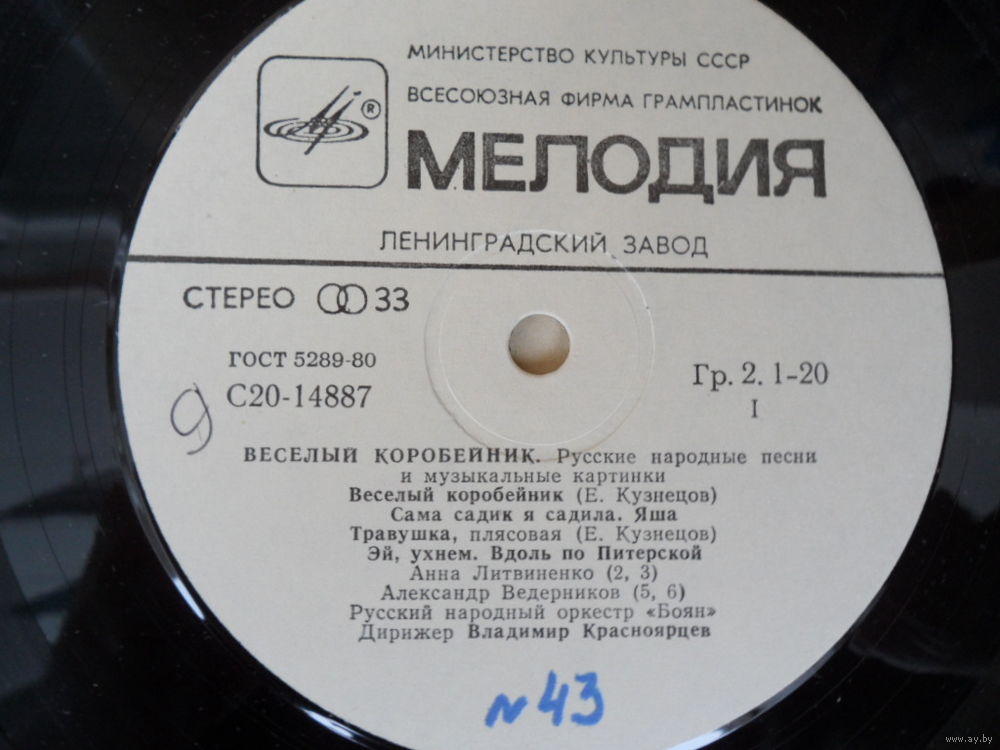 МИНИСТЕРСТВО КУЛЬТУРЫ СССР
ВСЕСОЮЗНАЯ ФИРМА ГРАМПЛАСТИНОК
®
МЕЛОДИЯ
ЛЕНИНГРАДСКИЙ ЗАВОД
СТЕРЕО 33
ГОСТ 5289-80
С20-14887
Гр. 2. 1-20
I
9
ВЕСЕЛЫЙ КОРОБЕЙНИК. Русские народные песни
и музыкальные картинки
Веселый коробейник (Е. Кузнецов)
Сама садик я садила. Яша
Травушка, плясовая (Е. Кузнецов)
Эй, ухнем. Вдоль по Питерской
Анна Литвиненко (2, 3)
Александр Ведерников (5, 6)
Русский народный оркестр «Боян»
Дирижер Владимир Красноярцев
N 43
www.ay.by